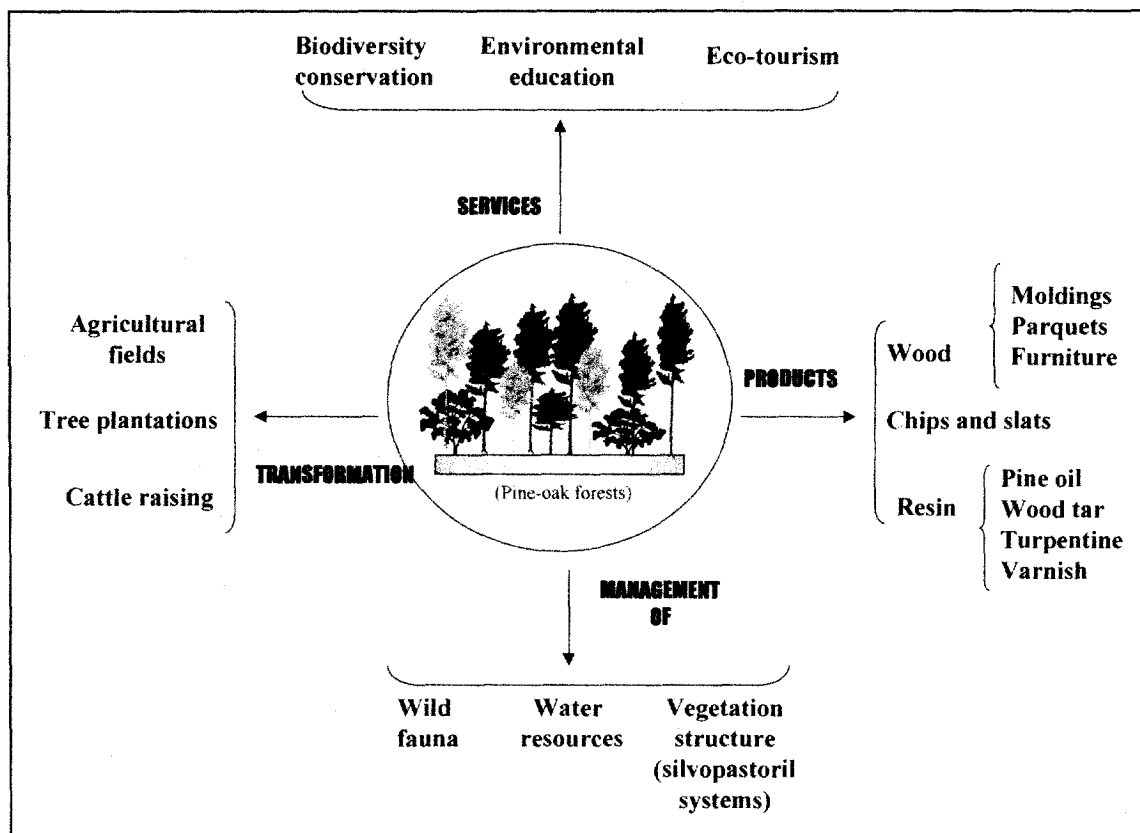 Biodiversity
conservation
Environmental
education
Eco-tourism
SERVICES
Agricultural
fields
Tree plantations
Cattle raising
TRANSFORMATION
(Pine-oak forests)
PRODUCTS
Wood
Moldings
Parquets
Furniture
Chips and slats
Resin
Pine oil
Wood tar
Turpentine
Varnish
MANAGEMENT
OF
Wild
fauna
Water
resources
Vegetation
structure
(silvopastoril
systems)